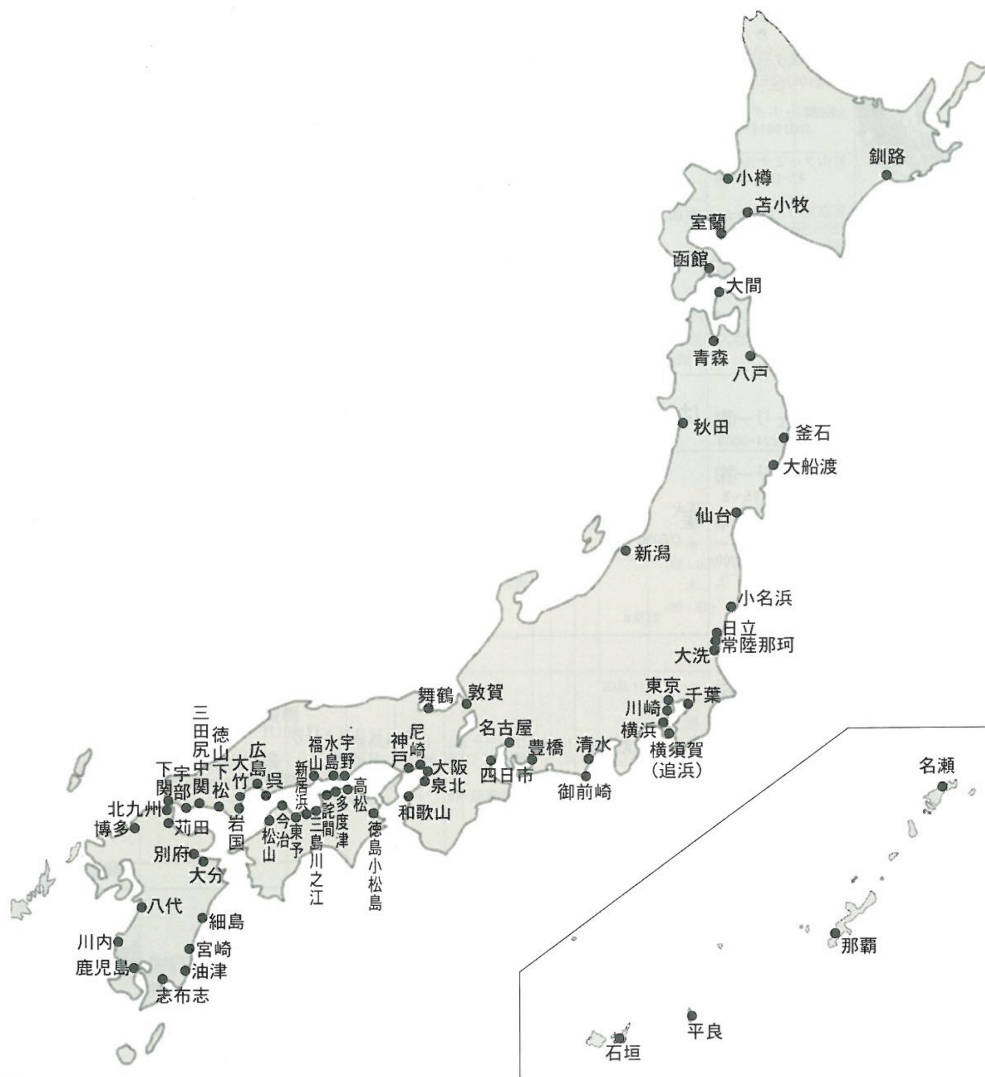 釧路
小樽
苫小牧
室蘭
函館
大間
青森
八戸
秋田
釜石
大船渡
仙台
新潟
小名浜
日立
常陸那珂
大洗
東京
千葉
川崎
横浜
横須賀
(追浜)
舞鶴
敦賀
名古屋
豊橋
清水
四日市
御前崎
尼崎
神戸
大阪
泉北
和歌山
宇野
水島
福山
高松
多度津
詫間
徳島小松島
新居浜
三島川之江
東予
今治
松山
呉
広島
大竹
岩国
徳山下松
三田尻中関
宇部
下関
北九州
博多
苅田
別府
大分
八代
細島
川内
宮崎
鹿児島
油津
志布志
名瀬
那覇
平良
石垣